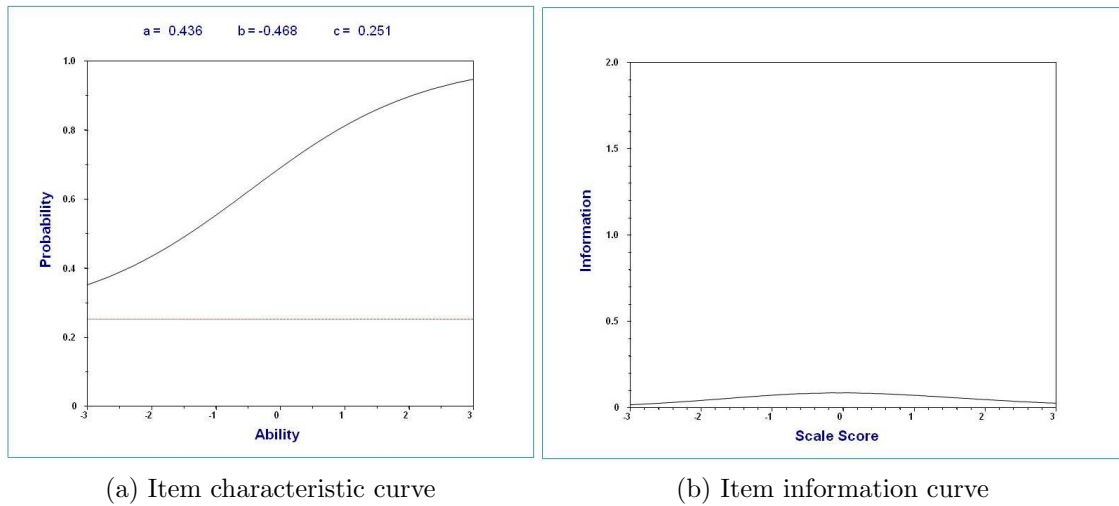 a = 0.436 b = -0.468 c = 0.251
1.0
0.8
0.6
0.4
0.2
0
Probability
-3 -2 -1 0 1 2 3
Ability
2.0
1.5
1.0
0.5
0
Information
-3 -2 -1 0 1 2 3
Scale Score
(a) Item characteristic curve
(b) Item information curve